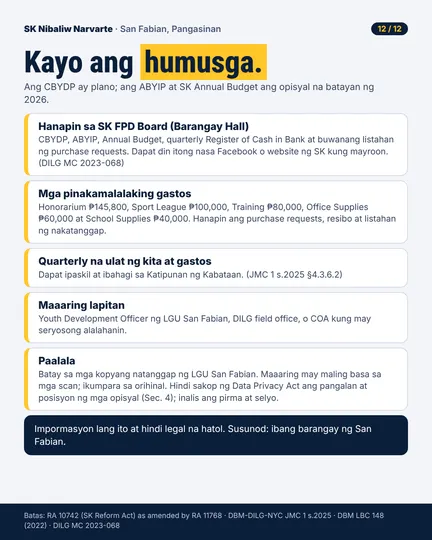 SK Nibaliw Narvarte · San Fabian, Pangasinan
12 / 12
Kayo ang humusga.
Ang CBYDP ay plano; ang ABYIP at SK Annual Budget ang opisyal na batayan ng
2026.
Hanapin sa SK FPD Board (Barangay Hall)
CBYDP, ABYIP, Annual Budget, quarterly Register of Cash in Bank at buwanang listahan
ng purchase requests. Dapat din itong nasa Facebook o website ng SK kung mayroon.
(DILG MC 2023-068)
Mga pinakamalalaking gastos
Honorarium ₱145,800, Sport League ₱100,000, Training ₱80,000, Office Supplies
₱60,000 at School Supplies ₱40,000. Hanapin ang purchase requests, resibo at listahan
ng nakatanggap.
Quarterly na ulat ng kita at gastos
Dapat ipaskil at ibahagi sa Katipunan ng Kabataan. (JMC 1 s.2025 §4.3.6.2)
Maaaring lapitan
Youth Development Officer ng LGU San Fabian, DILG field office, o COA kung may
seryosong alalahanin.
Paalala
Batay sa mga kopyang natanggap ng LGU San Fabian. Maaaring may maling basa sa
mga scan; ikumpara sa orihinal. Hindi sakop ng Data Privacy Act ang pangalan at
posisyon ng mga opisyal (Sec. 4); inalis ang pirma at selyo.
Impormasyon lang ito at hindi legal na hatol. Susunod: ibang barangay ng San
Fabian.
Batas: RA 10742 (SK Reform Act) as amended by RA 11768 · DBM-DILG-NYC JMC 1 s.2025 · DBM LBC 148
(2022) · DILG MC 2023-068